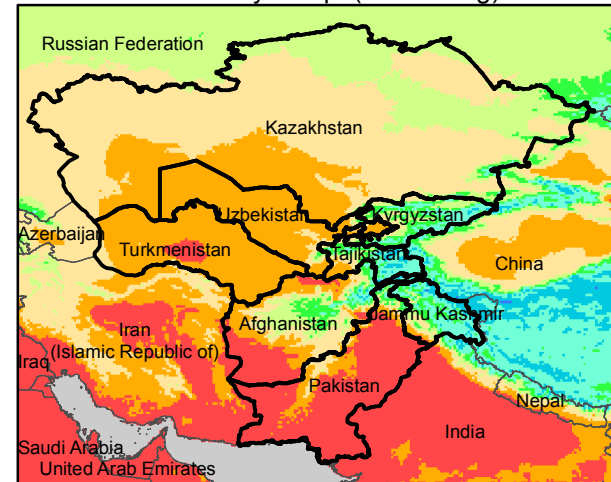 Russian Federation
Kazakhstan
Uzbekistan
Kyrgyzstan
Azerbaijan
Turkmenistan
Tajikistan
China
Afghanistan
Jammu Kashmir
Iran
(Islamic Republic of)
Iraq
Pakistan
Nepal
India
Saudi Arabia
United Arab Emirates